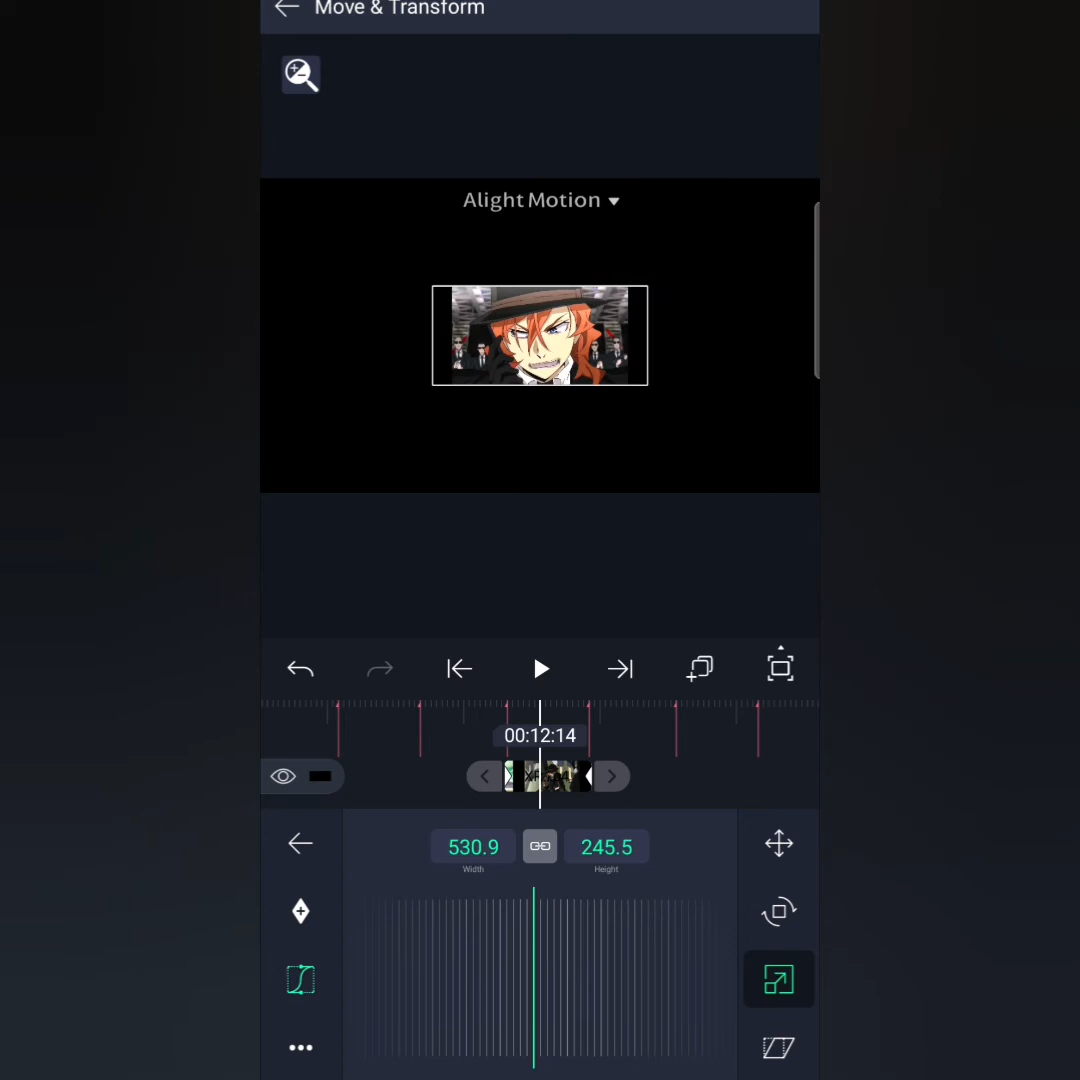 Move & Transform
Alight Motion
00:12:14
530.9
245.5
Width
Height